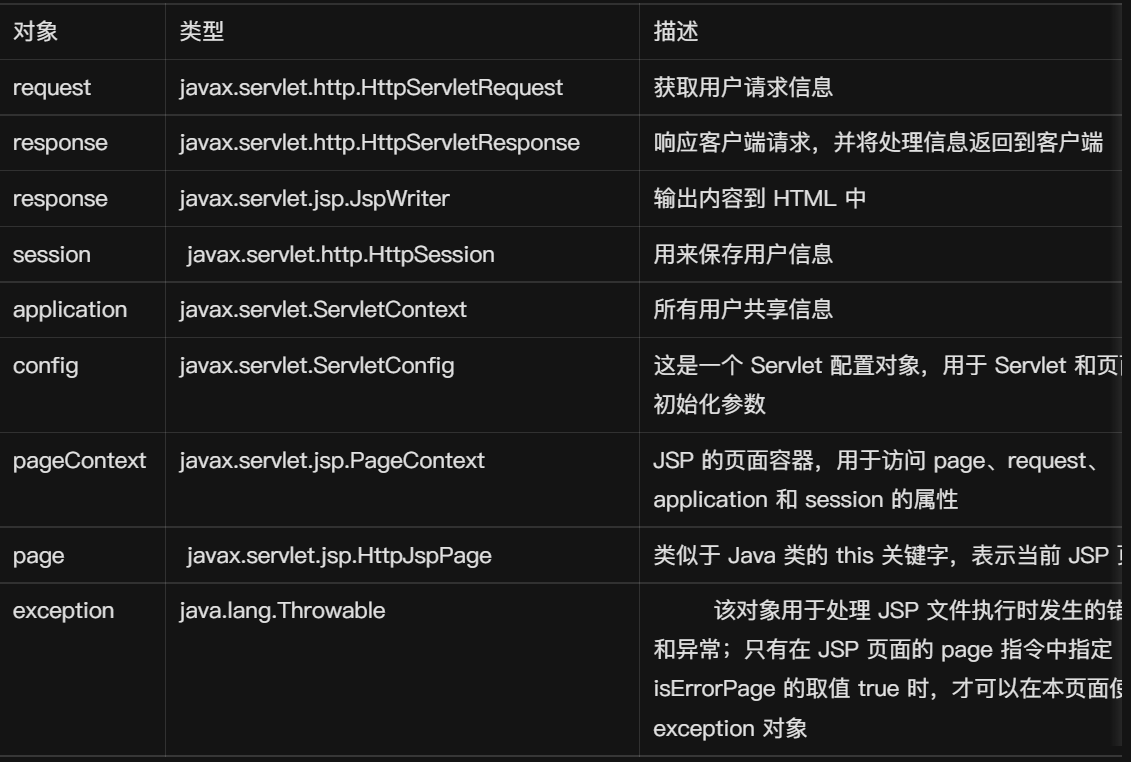 对象 类型 描述
request javax.servlet.http.HttpServletRequest 获取用户请求信息
response javax.servlet.http.HttpServletResponse 响应客户端请求，并将处理信息返回到客户端
response javax.servlet.jsp.JspWriter 输出内容到 HTML 中
session javax.servlet.http.HttpSession 用来保存用户信息
application javax.servlet.ServletContext 所有用户共享信息
config javax.servlet.ServletConfig 这是一个 Servlet 配置对象，用于 Servlet 和页
初始化参数
pageContext javax.servlet.jsp.PageContext JSP 的页面容器，用于访问 page、request、
application 和 session 的属性
page javax.servlet.jsp.HttpJspPage 类似于 Java 类的 this 关键字，表示当前 JSP
exception java.lang.Throwable 该对象用于处理 JSP 文件执行时发生的错
和异常；只有在 JSP 页面的 page 指令中指定
isErrorPage 的取值 true 时，才可以在本页面使
exception 对象